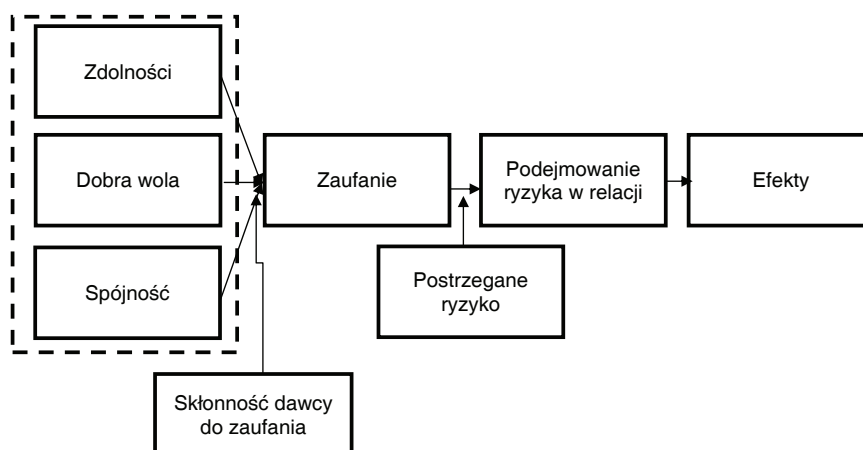 Zdolności
Dobra wola
Spójność
Zaufanie
Podejmowanie
ryzyka w relacji
Efekty
Postrzegane
ryzyko
Skłonność dawcy
do zaufania